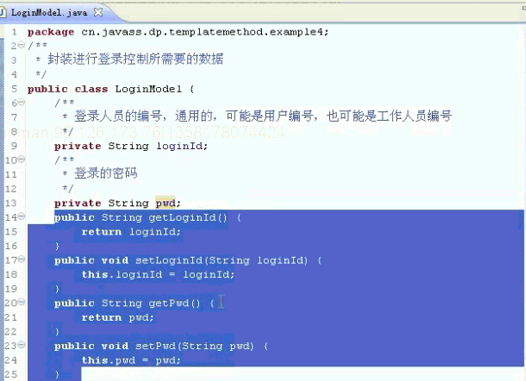 LoginModel.java
1 package cn.javass.dp.templatemethod.example4;
2 /**
3 * 封装进行登录控制所需要的数据
4 */
5 public class LoginModel {
6 /**
7 * 登录人员的编号，通用的，可能是用户编号，也可能是工作人员编号
8 */
9 private String loginId;
10 /**
11 * 登录的密码
12 */
13 private String pwd;
14 public String getLoginId() {
15 return loginId;
16 }
17 public void setLoginId(String loginId) {
18 this.loginId = loginId;
19 }
20 public String getPwd() {
21 return pwd;
22 }
23 public void setPwd(String pwd) {
24 this.pwd = pwd;
25 }